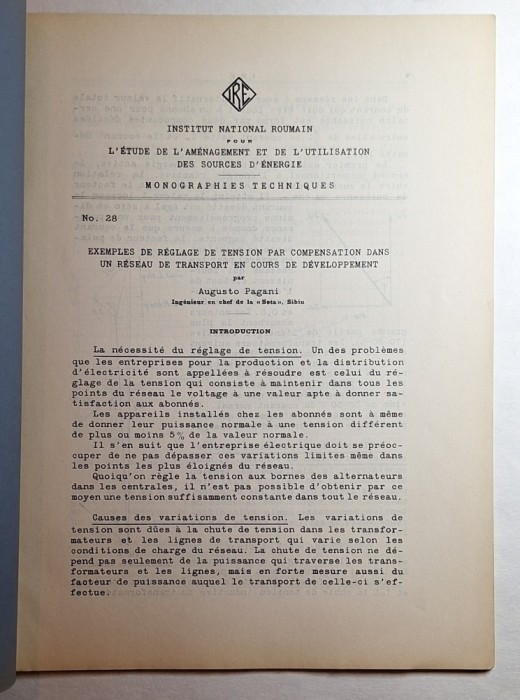 IRE
INSTITUT NATIONAL ROUMAIN
POUR
L'ÉTUDE DE L'AMÉNAGEMENT ET DE L'UTILISATION
DES SOURCES D'ÉNERGIE
MONOGRAPHIES TECHNIQUES
No. 28
EXEMPLES DE RÉGLAGE DE TENSION PAR COMPENSATION DANS
UN RÉSEAU DE TRANSPORT EN COURS DE DÉVELOPPEMENT
par
Augusto Pagani
Ingénieur en chef de la «Seta», Sibiu
INTRODUCTION
La nécessité du réglage de tension. Un des problèmes
que les entreprises pour la production et la distribution
d'électricité sont appellées à résoudre est celui du ré-
glage de la tension qui consiste à maintenir dans tous les
points du réseau le voltage à une valeur apte à donner sa-
tisfaction aux abonnés.
Les appareils installés chez les abonnés sont à même
de donner leur puissance normale à une tension différent
de plus ou moins 5% de la valeur normale.
Il s'en suit que l'entreprise électrique doit se préoc-
cuper de ne pas dépasser ces variations limites même dans
les points les plus éloignés du réseau.
Quoiqu'on règle la tension aux bornes des alternateurs
dans les centrales, il n'est pas possible d'obtenir par ce
moyen une tension suffisamment constante dans tout le réseau.
Causes des variations de tension. Les variations de
tension sont dûes à la chute de tension dans les transfor-
mateurs et les lignes de transport qui varie selon les
conditions de charge du réseau. La chute de tension ne dé-
pend pas seulement de la puissance qui traverse les trans-
formateurs et les lignes, mais en forte mesure aussi du
facteur de puissance auquel le transport de celle-ci s'ef-
fectue.